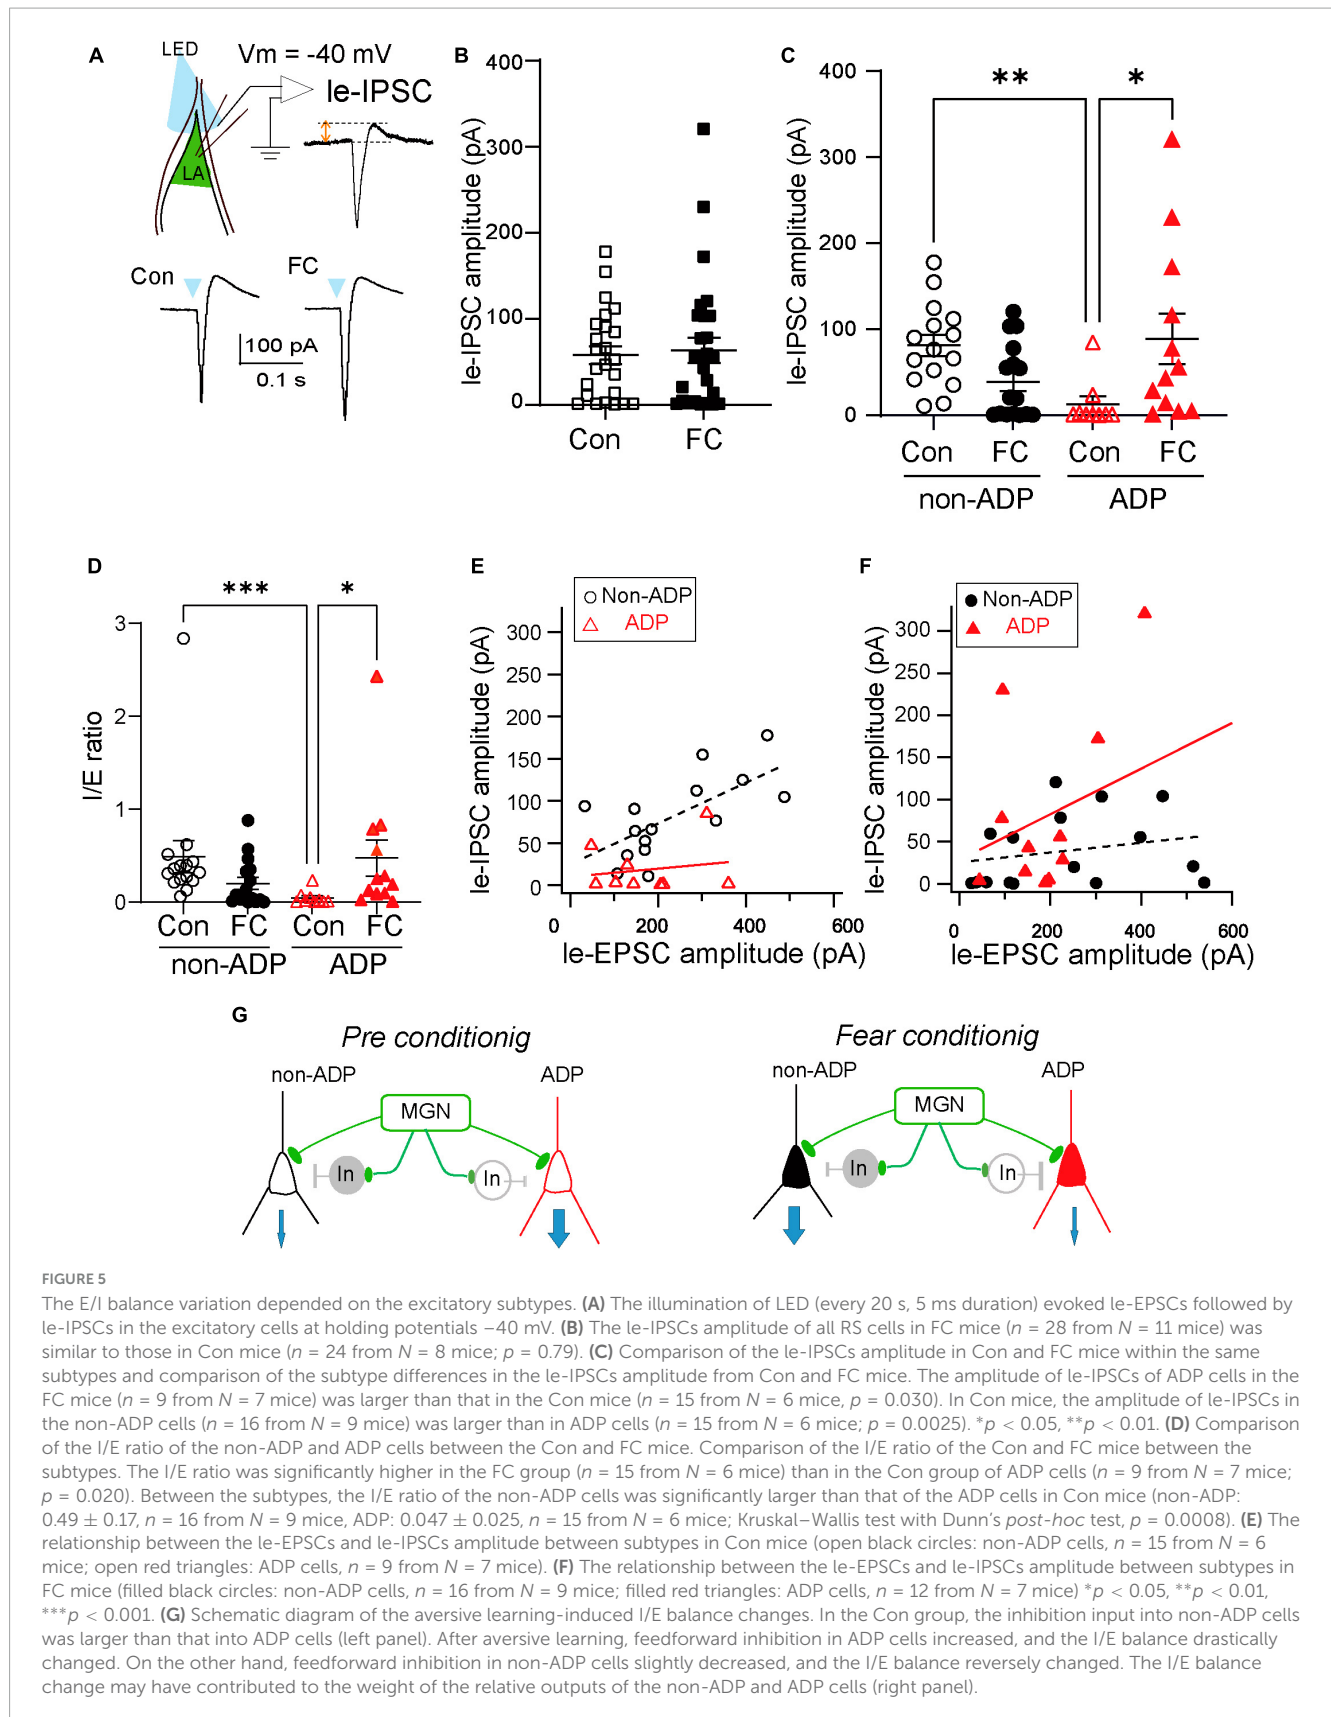 A
LED
Vm = -40 mV
le-IPSC
LA
Con
FC
100 pA
0.1 s
B
le-IPSC amplitude (pA)
400
300
200
100
0
Con
FC
C
le-IPSC amplitude (pA)
400
300
200
100
0
**
*
Con
FC
Con
FC
non-ADP
ADP
D
I/E ratio
3
2
1
0
***
*
Con
FC
Con
FC
non-ADP
ADP
E
Non-ADP
ADP
le-IPSC amplitude (pA)
300
250
200
150
100
50
0
0
200
400
600
le-EPSC amplitude (pA)
F
Non-ADP
ADP
le-IPSC amplitude (pA)
300
250
200
150
100
50
0
0
200
400
600
le-EPSC amplitude (pA)
G
Pre conditionig
non-ADP
ADP
MGN
In
In
Fear conditionig
non-ADP
ADP
MGN
In
In
FIGURE 5
The E/I balance variation depended on the excitatory subtypes. (A) The illumination of LED (every 20 s, 5 ms duration) evoked le-EPSCs followed by
le-IPSCs in the excitatory cells at holding potentials −40 mV. (B) The le-IPSCs amplitude of all RS cells in FC mice (n = 28 from N = 11 mice) was
similar to those in Con mice (n = 24 from N = 8 mice; p = 0.79). (C) Comparison of the le-IPSCs amplitude in Con and FC mice within the same
subtypes and comparison of the subtype differences in the le-IPSCs amplitude from Con and FC mice. The amplitude of le-IPSCs of ADP cells in the
FC mice (n = 9 from N = 7 mice) was larger than that in the Con mice (n = 15 from N = 6 mice, p = 0.030). In Con mice, the amplitude of le-IPSCs in
the non-ADP cells (n = 16 from N = 9 mice) was larger than in ADP cells (n = 15 from N = 6 mice; p = 0.0025). *p < 0.05, **p < 0.01. (D) Comparison
of the I/E ratio of the non-ADP and ADP cells between the Con and FC mice. Comparison of the I/E ratio of the Con and FC mice between the
subtypes. The I/E ratio was significantly higher in the FC group (n = 15 from N = 6 mice) than in the Con group of ADP cells (n = 9 from N = 7 mice;
p = 0.020). Between the subtypes, the I/E ratio of the non-ADP cells was significantly larger than that of the ADP cells in Con mice (non-ADP:
0.49 ± 0.17, n = 16 from N = 9 mice, ADP: 0.047 ± 0.025, n = 15 from N = 6 mice; Kruskal–Wallis test with Dunn's post-hoc test, p = 0.0008). (E) The
relationship between the le-EPSCs and le-IPSCs amplitude between subtypes in Con mice (open black circles: non-ADP cells, n = 15 from N = 6
mice; open red triangles: ADP cells, n = 9 from N = 7 mice). (F) The relationship between the le-EPSCs and le-IPSCs amplitude between subtypes in
FC mice (filled black circles: non-ADP cells, n = 16 from N = 9 mice; filled red triangles: ADP cells, n = 12 from N = 7 mice) *p < 0.05, **p < 0.01,
***p < 0.001. (G) Schematic diagram of the aversive learning-induced I/E balance changes. In the Con group, the inhibition input into non-ADP cells
was larger than that into ADP cells (left panel). After aversive learning, feedforward inhibition in ADP cells increased, and the I/E balance drastically
changed. On the other hand, feedforward inhibition in non-ADP cells slightly decreased, and the I/E balance reversely changed. The I/E balance
change may have contributed to the weight of the relative outputs of the non-ADP and ADP cells (right panel).